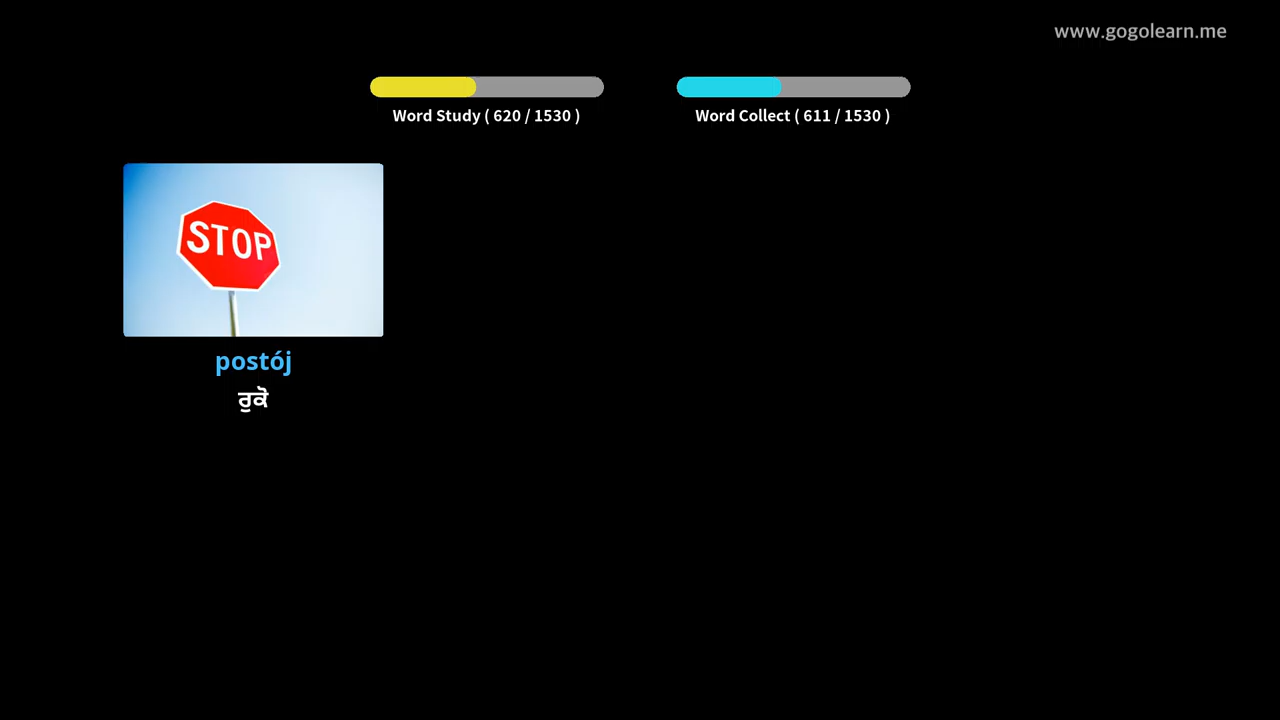 www.gogolearn.me
Word Study ( 620 / 1530 )
Word Collect ( 611 / 1530 )
STOP
postój
ਰੁਕੋ